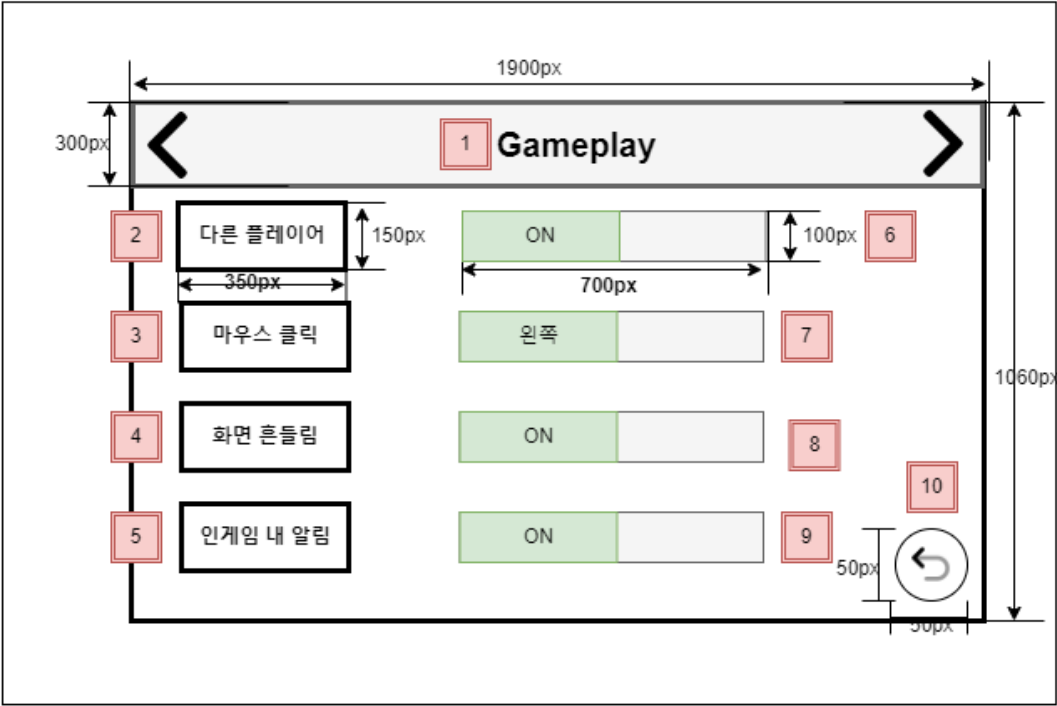 1900px
300px
1
Gameplay
2
다른 플레이어
150px
ON
100px
6
350px
700px
3
마우스 클릭
왼쪽
7
1060px
4
화면 흔들림
ON
8
10
5
인게임 내 알림
ON
9
50px
50px